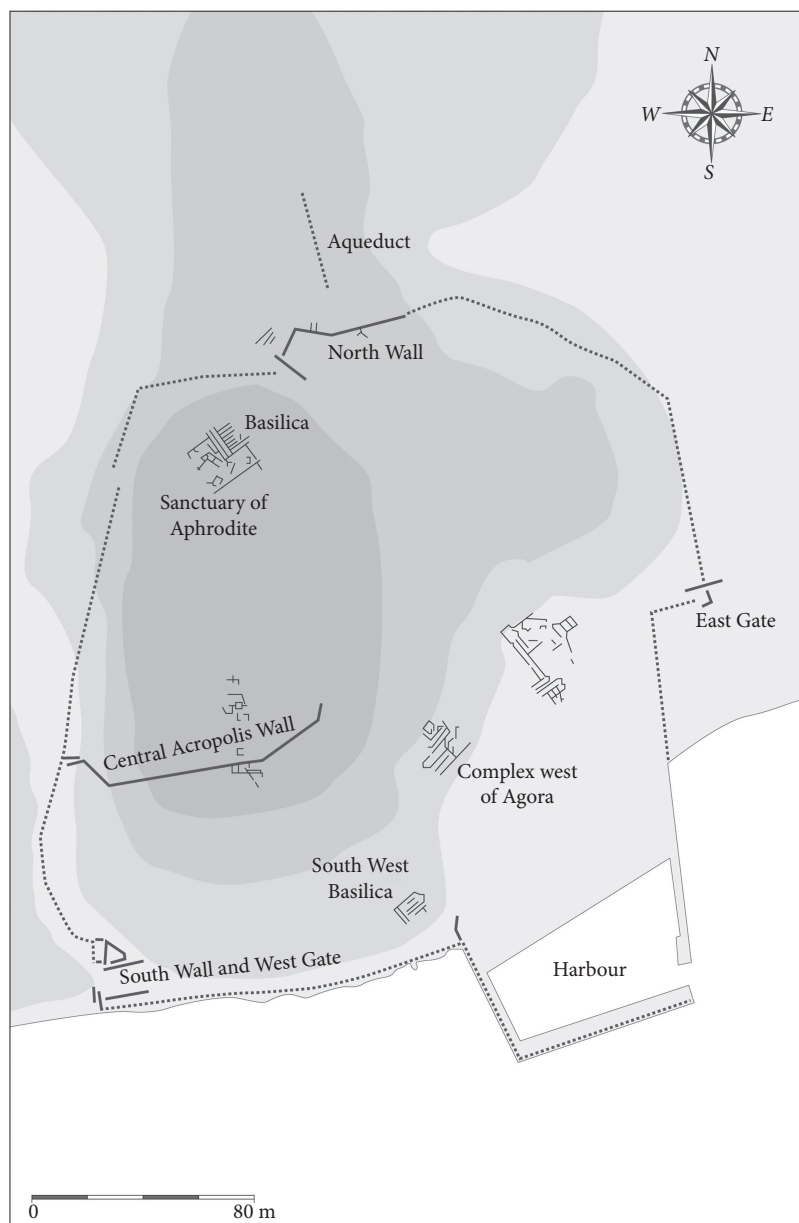 N
W
E
S
Aqueduct
North Wall
Basilica
Sanctuary of
Aphrodite
East Gate
Central Acropolis Wall
Complex west
of Agora
South West
Basilica
South Wall and West Gate
Harbour
0
80 m